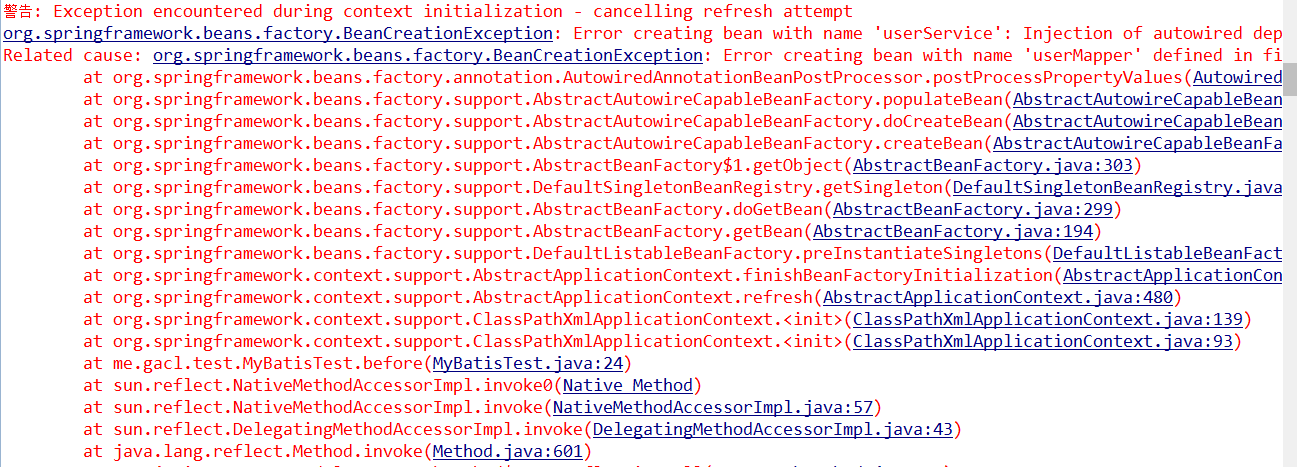 警告: Exception encountered during context initialization - cancelling refresh attempt
org.springframework.beans.factory.BeanCreationException: Error creating bean with name 'userService': Injection of autowired dep
Related cause: org.springframework.beans.factory.BeanCreationException: Error creating bean with name 'userMapper' defined in fi
at org.springframework.beans.factory.annotation.AutowiredAnnotationBeanPostProcessor.postProcessPropertyValues(Autowired
at org.springframework.beans.factory.support.AbstractAutowireCapableBeanFactory.populateBean(AbstractAutowireCapableBean
at org.springframework.beans.factory.support.AbstractAutowireCapableBeanFactory.doCreateBean(AbstractAutowireCapableBean
at org.springframework.beans.factory.support.AbstractAutowireCapableBeanFactory.createBean(AbstractAutowireCapableBeanFa
at org.springframework.beans.factory.support.AbstractBeanFactory$1.getObject(AbstractBeanFactory.java:303)
at org.springframework.beans.factory.support.DefaultSingletonBeanRegistry.getSingleton(DefaultSingletonBeanRegistry.java
at org.springframework.beans.factory.support.AbstractBeanFactory.doGetBean(AbstractBeanFactory.java:299)
at org.springframework.beans.factory.support.AbstractBeanFactory.getBean(AbstractBeanFactory.java:194)
at org.springframework.beans.factory.support.DefaultListableBeanFactory.preInstantiateSingletons(DefaultListableBeanFact
at org.springframework.context.support.AbstractApplicationContext.finishBeanFactoryInitialization(AbstractApplicationCon
at org.springframework.context.support.AbstractApplicationContext.refresh(AbstractApplicationContext.java:480)
at org.springframework.context.support.ClassPathXmlApplicationContext.<init>(ClassPathXmlApplicationContext.java:139)
at org.springframework.context.support.ClassPathXmlApplicationContext.<init>(ClassPathXmlApplicationContext.java:93)
at me.gacl.test.MyBatisTest.before(MyBatisTest.java:24)
at sun.reflect.NativeMethodAccessorImpl.invoke0(Native Method)
at sun.reflect.NativeMethodAccessorImpl.invoke(NativeMethodAccessorImpl.java:57)
at sun.reflect.DelegatingMethodAccessorImpl.invoke(DelegatingMethodAccessorImpl.java:43)
at java.lang.reflect.Method.invoke(Method.java:601)